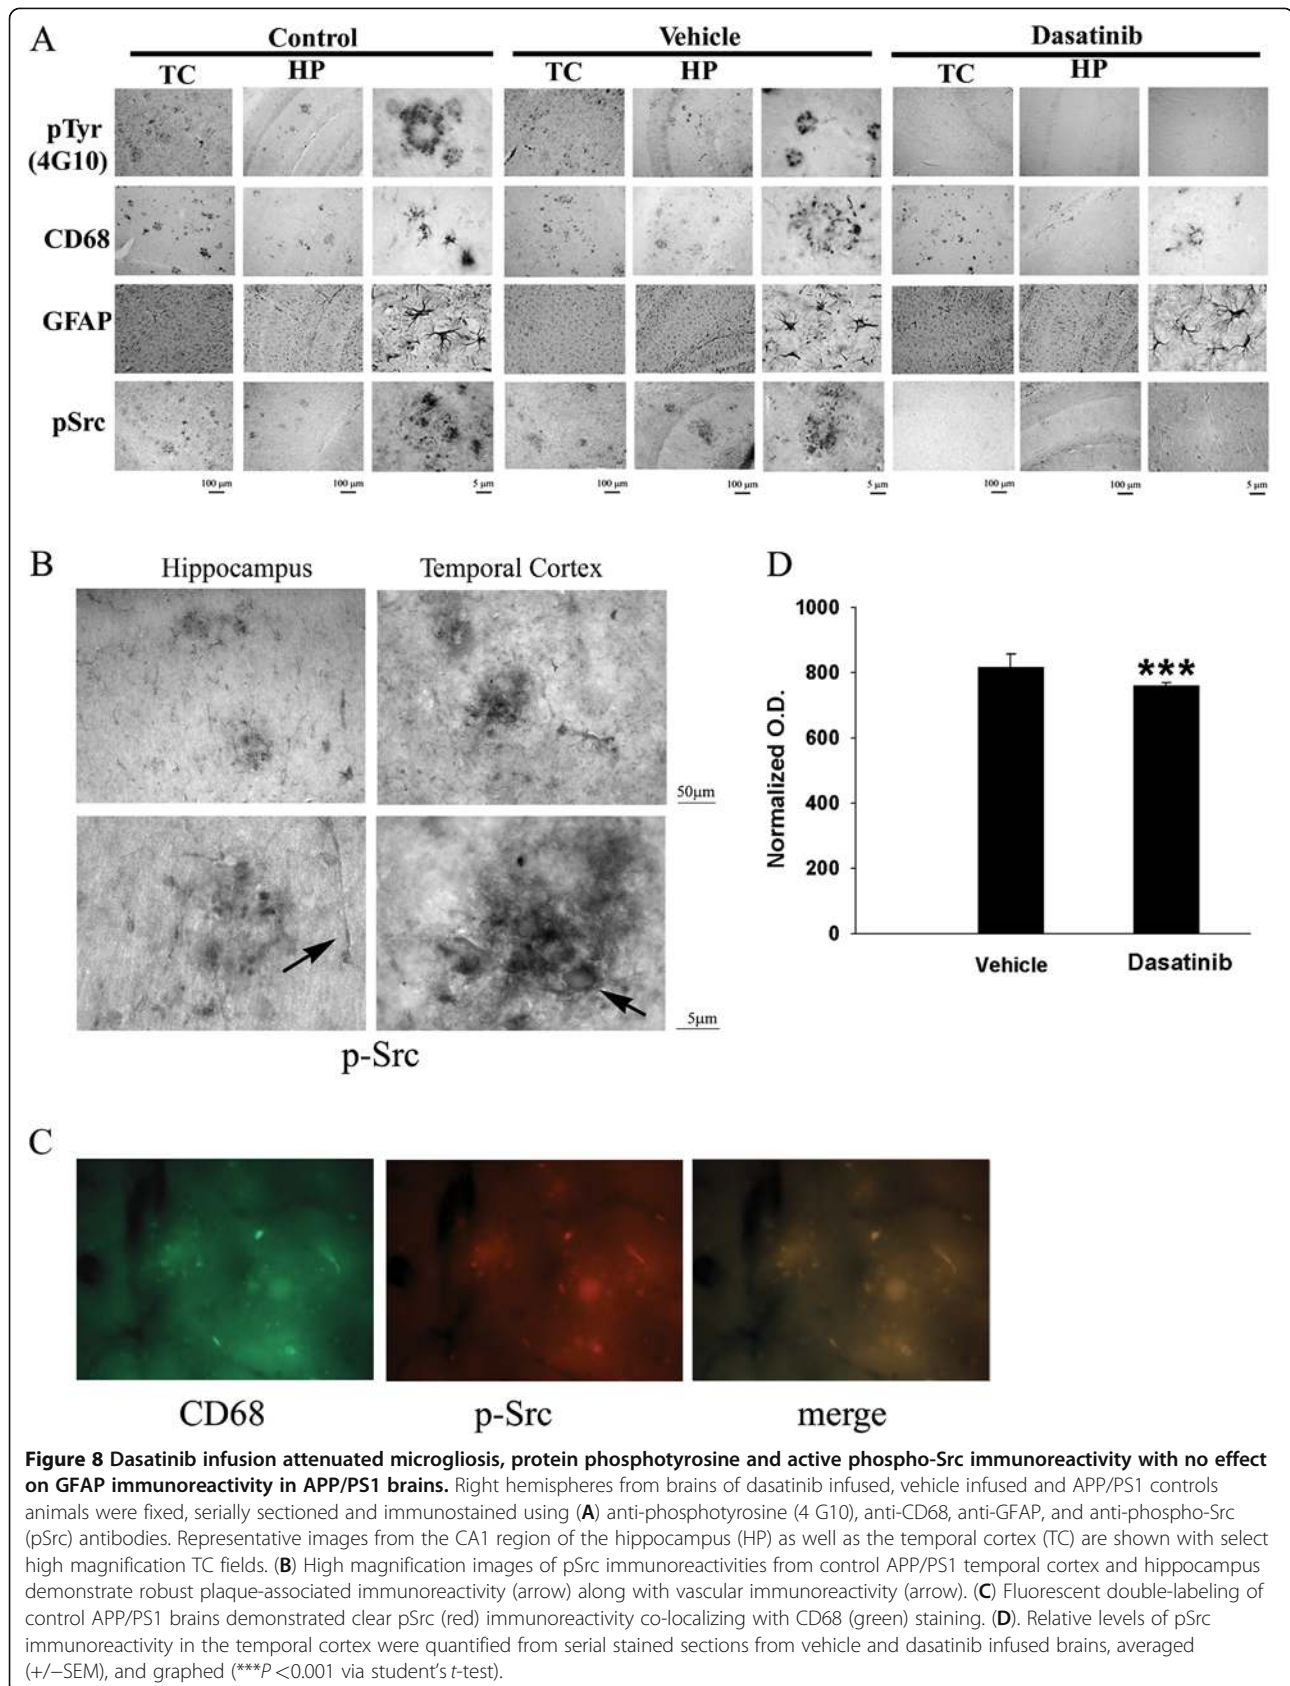 A
Control
Vehicle
Dasatinib
TC
HP
TC
HP
TC
HP
pTyr
(4G10)
CD68
GFAP
pSrc
100 µm
100 µm
5 µm
100 µm
100 µm
5 µm
100 µm
100 µm
5 µm
B
Hippocampus
Temporal Cortex
50µm
5µm
p-Src
D
1000
800
600
400
200
0
Normalized O.D.
***
Vehicle
Dasatinib
C
CD68
p-Src
merge
Figure 8 Dasatinib infusion attenuated microgliosis, protein phosphotyrosine and active phospho-Src immunoreactivity with no effect
on GFAP immunoreactivity in APP/PS1 brains. Right hemispheres from brains of dasatinib infused, vehicle infused and APP/PS1 controls
animals were fixed, serially sectioned and immunostained using (A) anti-phosphotyrosine (4 G10), anti-CD68, anti-GFAP, and anti-phospho-Src
(pSrc) antibodies. Representative images from the CA1 region of the hippocampus (HP) as well as the temporal cortex (TC) are shown with select
high magnification TC fields. (B) High magnification images of pSrc immunoreactivities from control APP/PS1 temporal cortex and hippocampus
demonstrate robust plaque-associated immunoreactivity (arrow) along with vascular immunoreactivity (arrow). (C) Fluorescent double-labeling of
control APP/PS1 brains demonstrated clear pSrc (red) immunoreactivity co-localizing with CD68 (green) staining. (D). Relative levels of pSrc
immunoreactivity in the temporal cortex were quantified from serial stained sections from vehicle and dasatinib infused brains, averaged
(+/−SEM), and graphed (***P <0.001 via student's t-test).